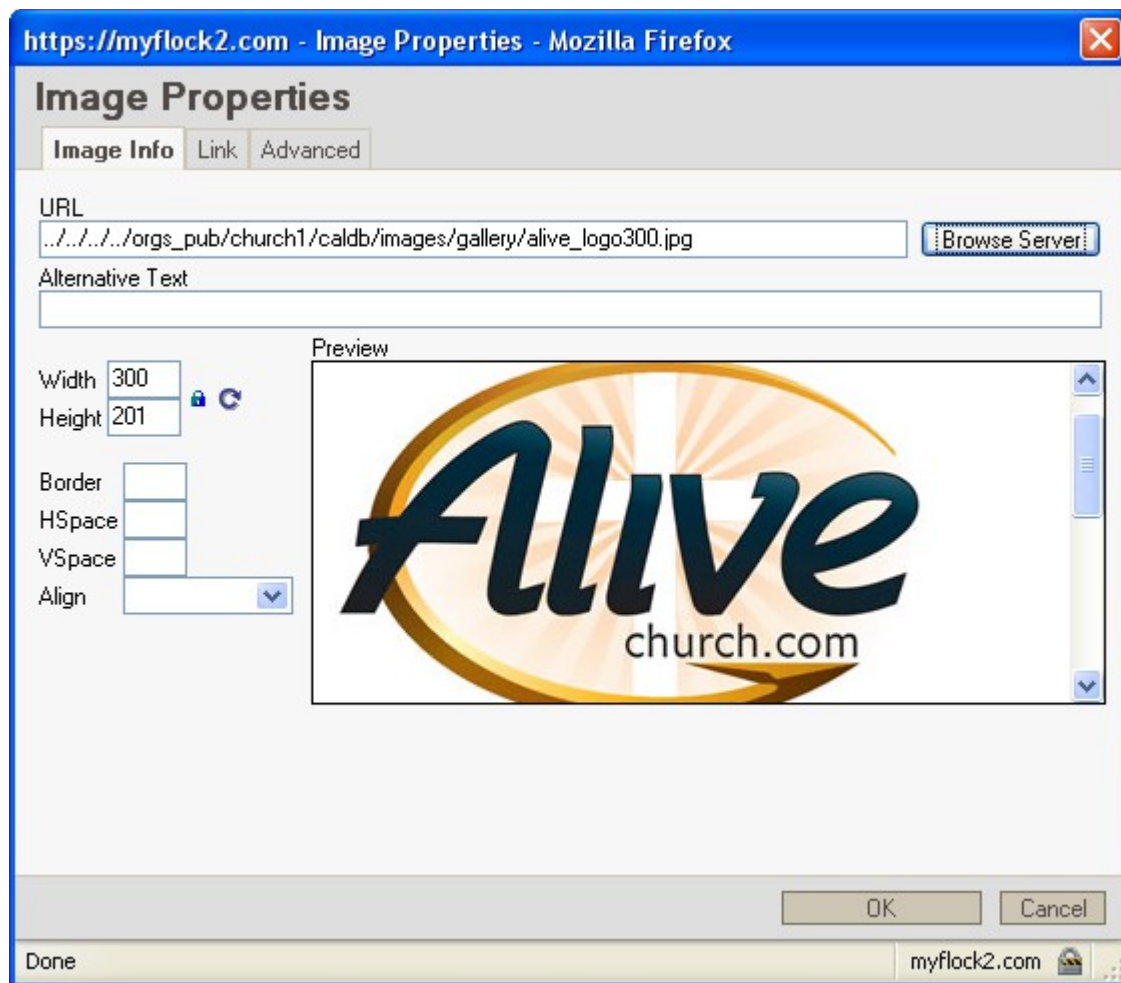 https://myflock2.com - Image Properties - Mozilla Firefox
Image Properties
Image Info Link Advanced
URL
../../../../orgs_pub/church1/caldb/images/gallery/alive_logo300.jpg Browse Server
Alternative Text
Preview
Width 300
Height 201
Border
HSpace
VSpace
Align
Alive
church.com
OK Cancel
Done myflock2.com